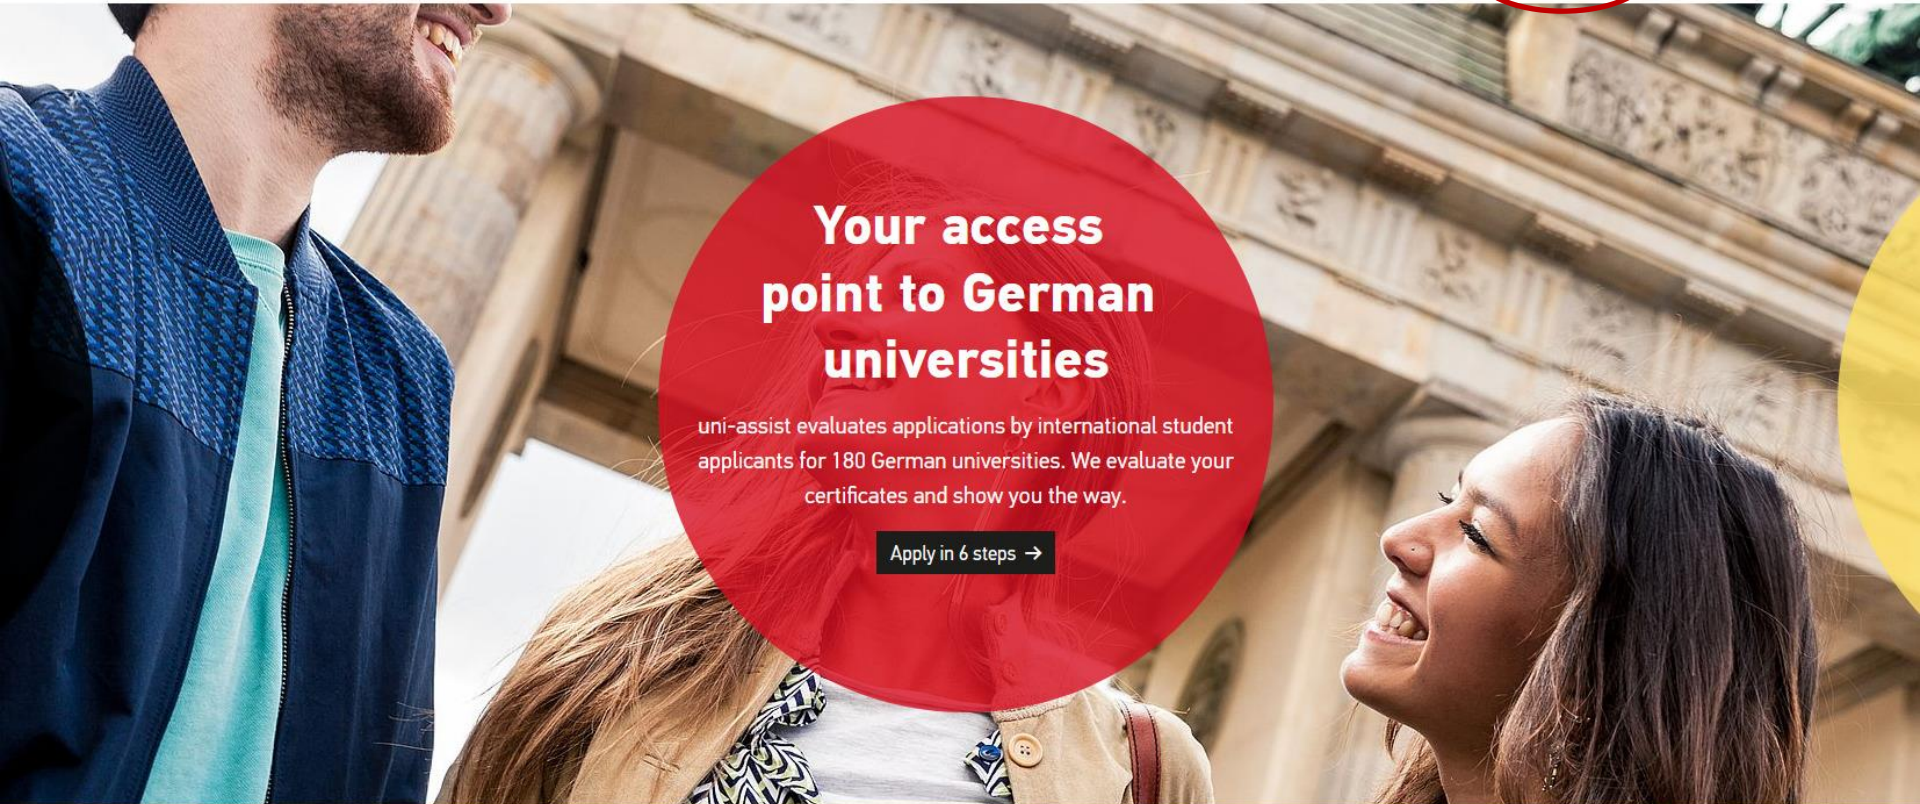 Your access
point to German
universities
uni-assist evaluates applications by international student
applicants for 180 German universities. We evaluate your
certificates and show you the way.
Apply in 6 steps →